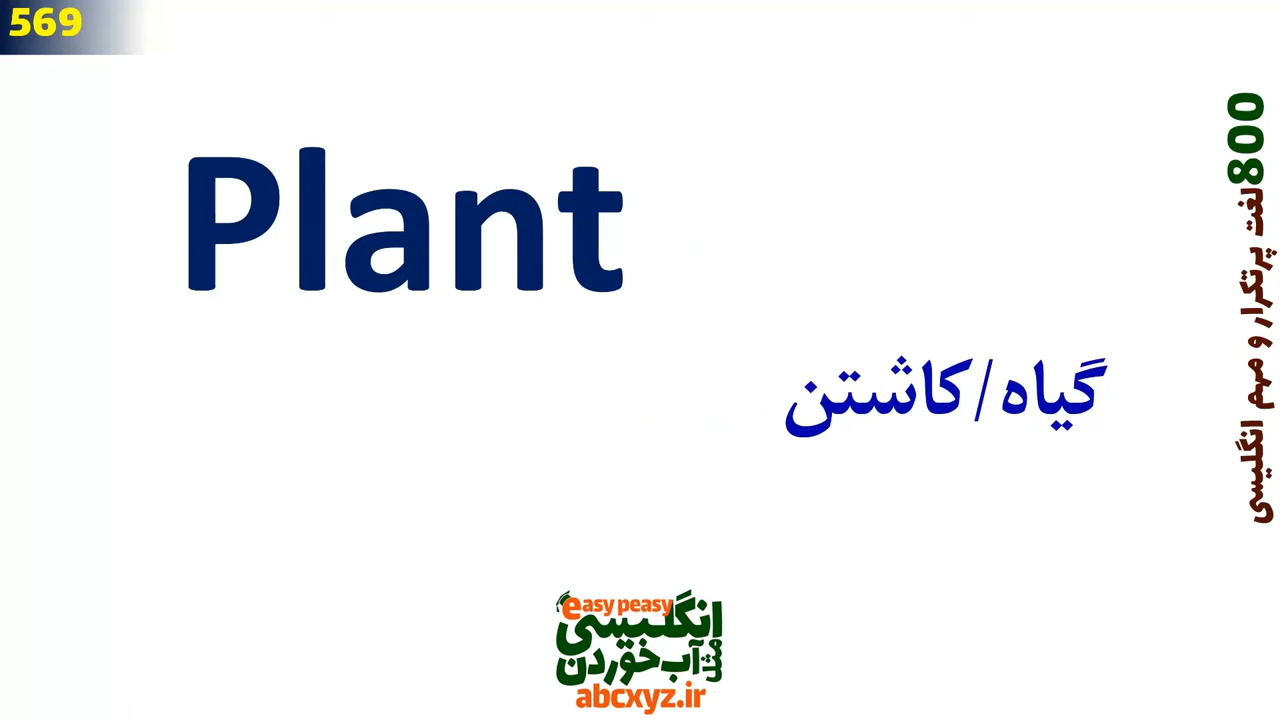 569
Plant
گیاه/کاشتن
800 لغت پرتکرار و مهم انگلیسی
easy peasy
انگلیسی
مثل
آب خوردن
abcxyz.ir